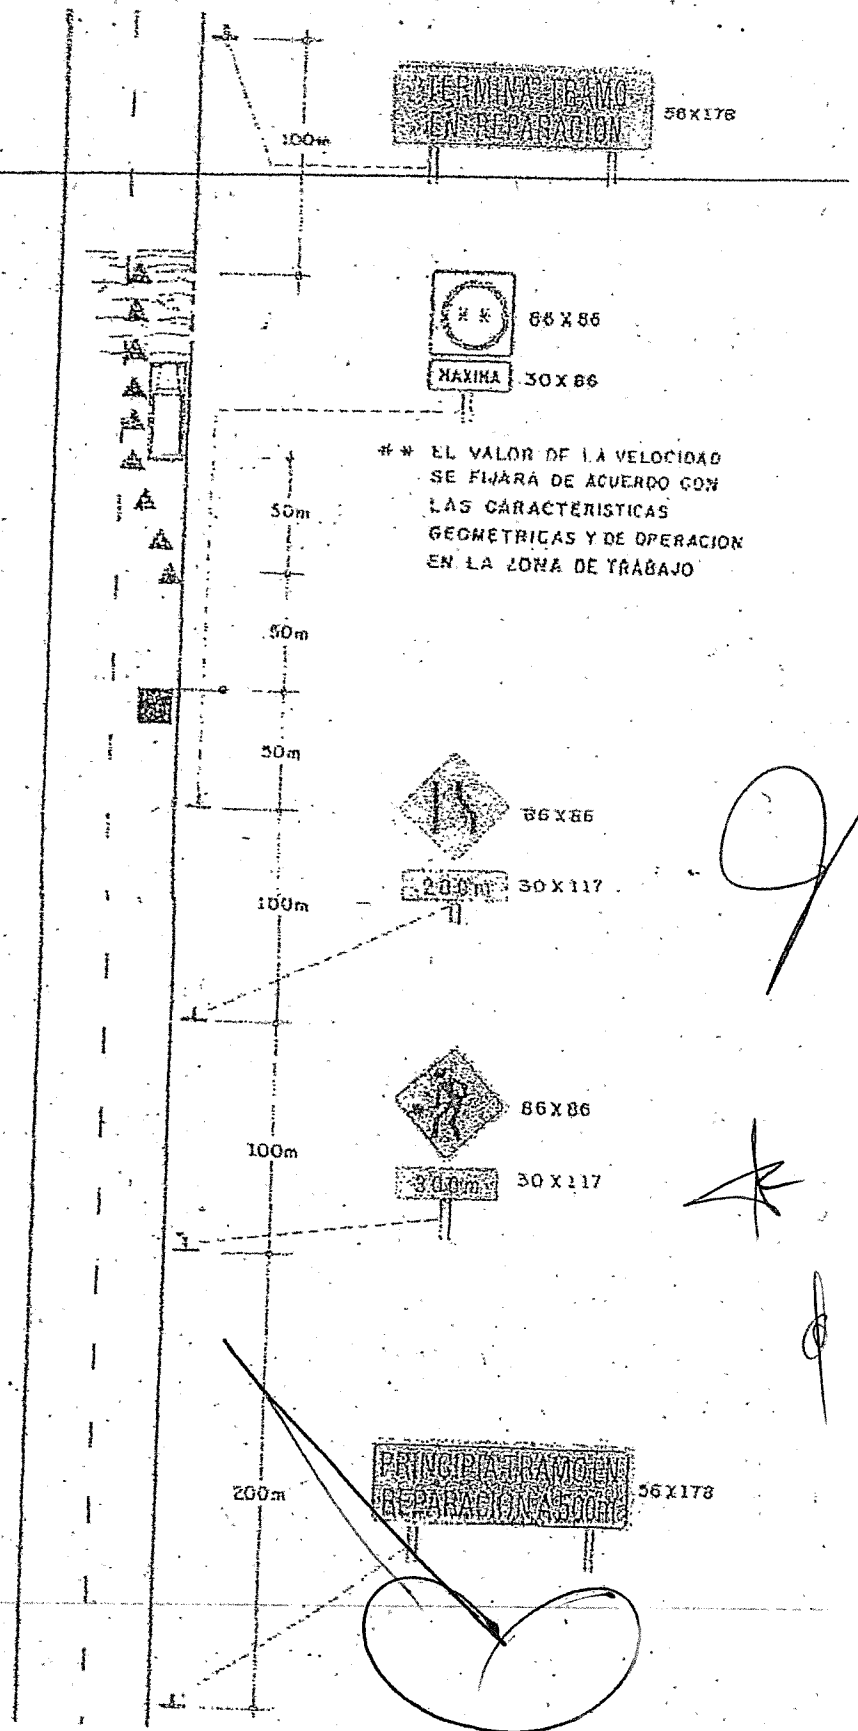 TERMINA TRAMO
EN REPARACION
56X178
100m
* *
86X86
MAXIMA
30X86
** EL VALOR DE LA VELOCIDAD
SE FIJARA DE ACUERDO CON
LAS CARACTERISTICAS
GEOMETRICAS Y DE OPERACION
EN LA ZONA DE TRABAJO
50m
50m
50m
86X86
200m
30X117
100m
86X86
100m
300m
30X117
PRINCIPIA TRAMO EN
REPARACION A 500m
56X178
200m